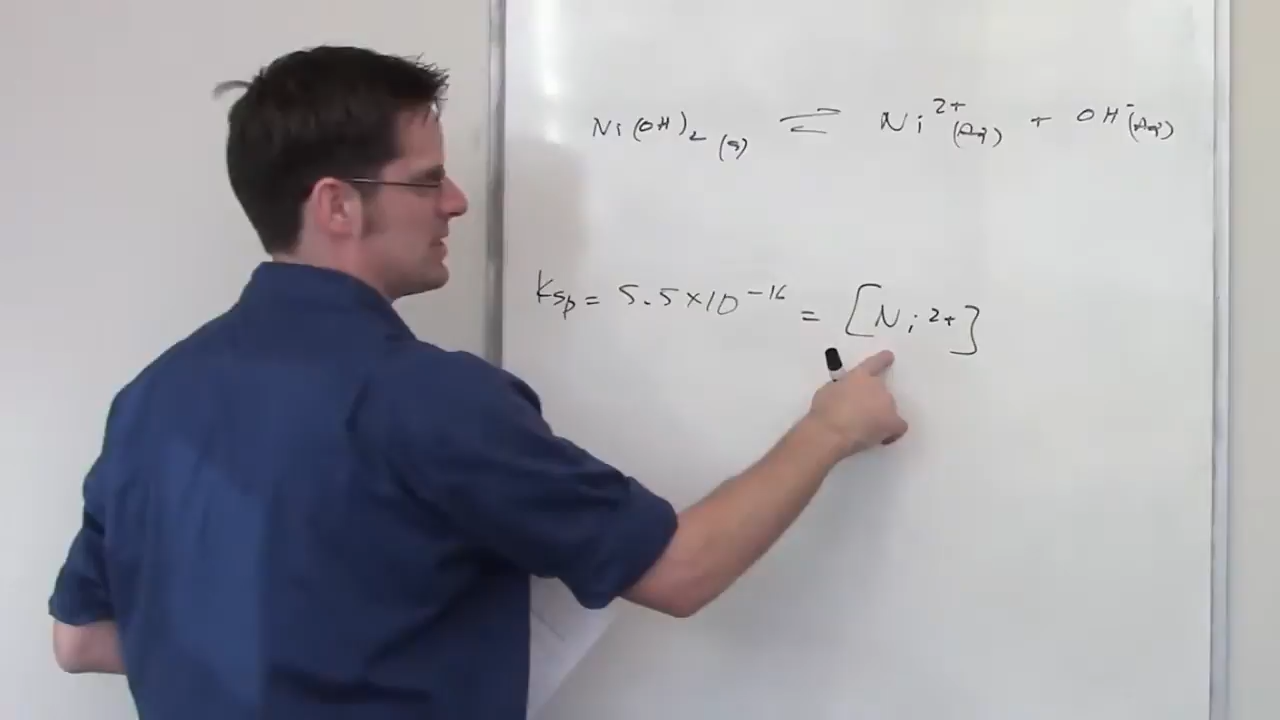 Ni(OH)₂ (s) ⇌ Ni²⁺(Aq) + OH⁻(Aq)
Ksp = 5.5×10⁻¹⁶ = [Ni²⁺]